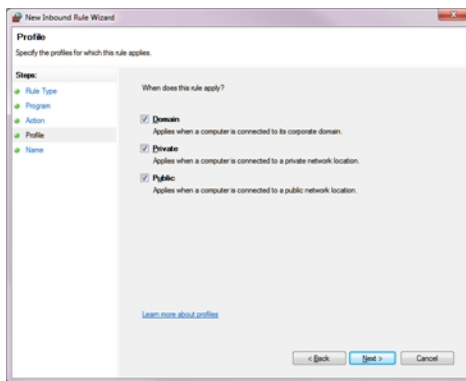 New Inbound Rule Wizard
Profile
Specify the profiles for which this rule applies.
Steps:
Rule Type
Program
Action
Profile
Name
When does this rule apply?
Domain
Applies when a computer is connected to its corporate domain.
Private
Applies when a computer is connected to a private network location.
Public
Applies when a computer is connected to a public network location.
Learn more about profiles
< Back
Next >
Cancel